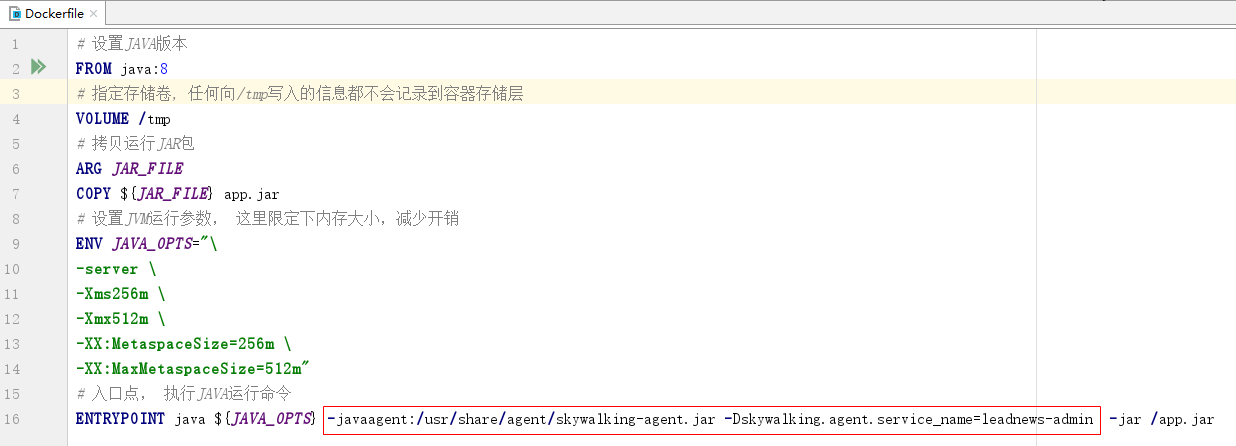 Dockerfile
1 # 设置JAVA版本
2 FROM java:8
3 # 指定存储卷, 任何向/tmp写入的信息都不会记录到容器存储层
4 VOLUME /tmp
5 # 拷贝运行JAR包
6 ARG JAR_FILE
7 COPY ${JAR_FILE} app.jar
8 # 设置JVM运行参数， 这里限定下内存大小，减少开销
9 ENV JAVA_OPTS="\
10 -server \
11 -Xms256m \
12 -Xmx512m \
13 -XX:MetaspaceSize=256m \
14 -XX:MaxMetaspaceSize=512m"
15 # 入口点， 执行JAVA运行命令
16 ENTRYPOINT java ${JAVA_OPTS} -javaagent:/usr/share/agent/skywalking-agent.jar -Dskywalking.agent.service_name=leadnews-admin -jar /app.jar